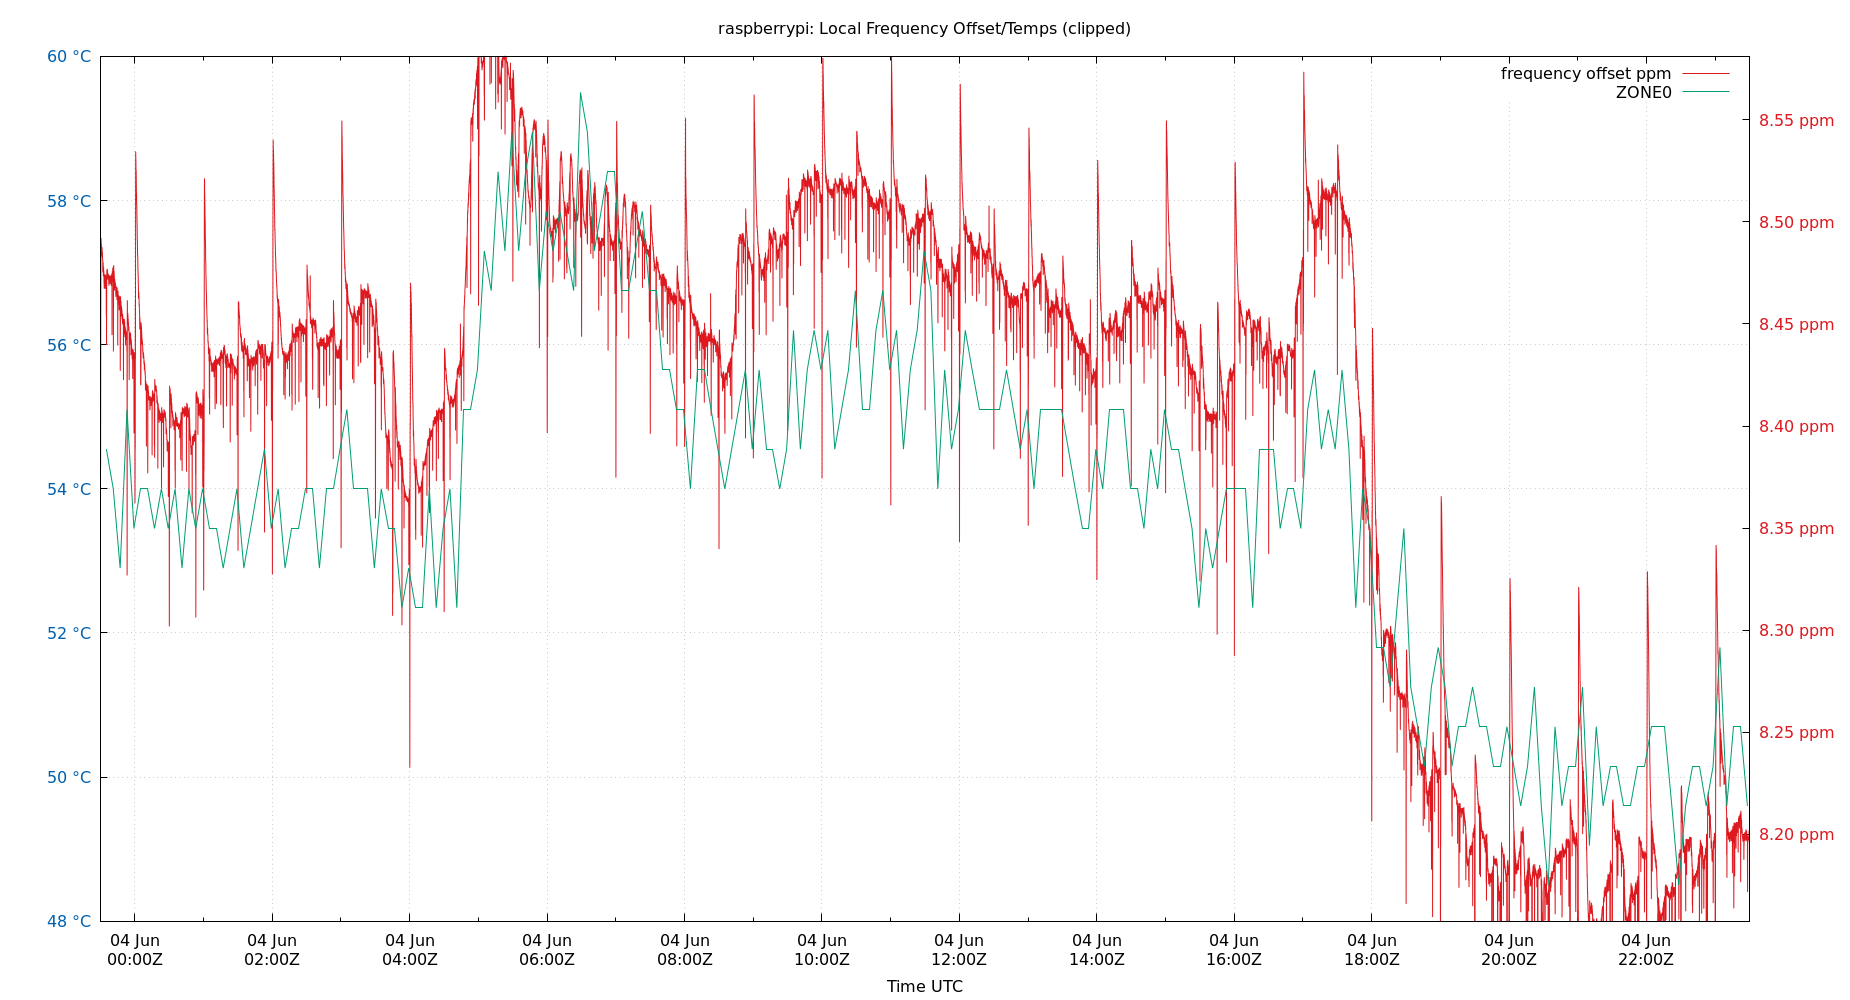 raspberrypi: Local Frequency Offset/Temps (clipped)
frequency offset ppm
ZONE0
60 °C
58 °C
56 °C
54 °C
52 °C
50 °C
48 °C
8.55 ppm
8.50 ppm
8.45 ppm
8.40 ppm
8.35 ppm
8.30 ppm
8.25 ppm
8.20 ppm
04 Jun 04 Jun 04 Jun 04 Jun 04 Jun 04 Jun 04 Jun 04 Jun 04 Jun 04 Jun 04 Jun 04 Jun
00:00Z 02:00Z 04:00Z 06:00Z 08:00Z 10:00Z 12:00Z 14:00Z 16:00Z 18:00Z 20:00Z 22:00Z
Time UTC